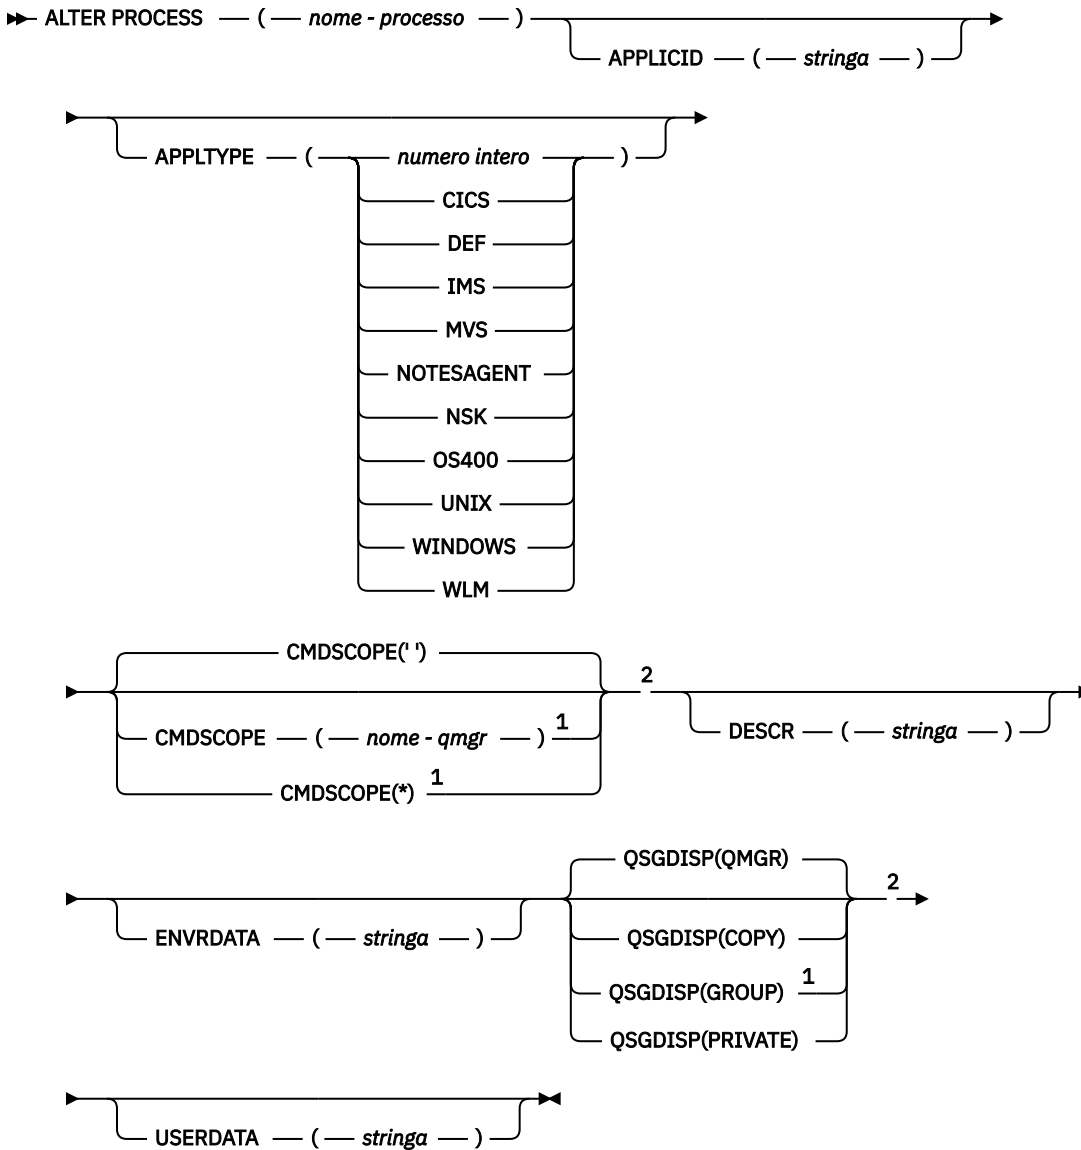 ALTER PROCESS ( nome - processo )
APPLICID ( stringa )
APPLTYPE ( numero intero )
CICS
DEF
IMS
MVS
NOTESAGENT
NSK
OS400
UNIX
WINDOWS
WLM
CMDSCOPE(' ')
2
CMDSCOPE ( nome - qmgr ) 1
DESCR ( stringa )
CMDSCOPE(*) 1
QSGDISP(QMGR)
2
ENVRDATA ( stringa )
QSGDISP(COPY)
QSGDISP(GROUP) 1
QSGDISP(PRIVATE)
USERDATA ( stringa )